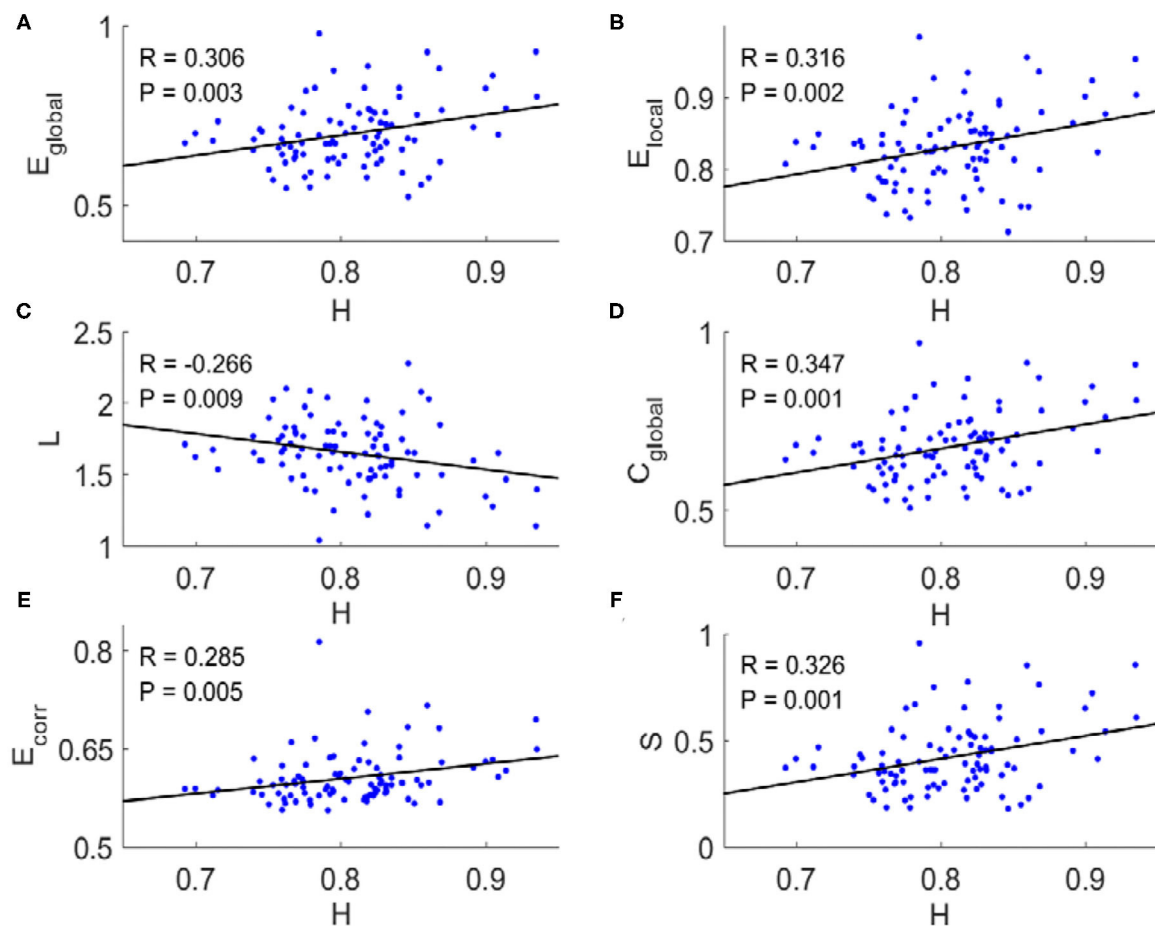 A
1
R = 0.306
P = 0.003
E global
0.5
0.7 0.8 0.9
H
B
R = 0.316
P = 0.002
E local
0.9
0.8
0.7
0.7 0.8 0.9
H
C
2.5
R = -0.266
P = 0.009
2
L
1.5
1
0.7 0.8 0.9
H
D
1
R = 0.347
P = 0.001
C global
0.5
0.7 0.8 0.9
H
E
0.8
R = 0.285
P = 0.005
E corr
0.65
0.5
0.7 0.8 0.9
H
F
1
R = 0.326
P = 0.001
S
0.5
0
0.7 0.8 0.9
H